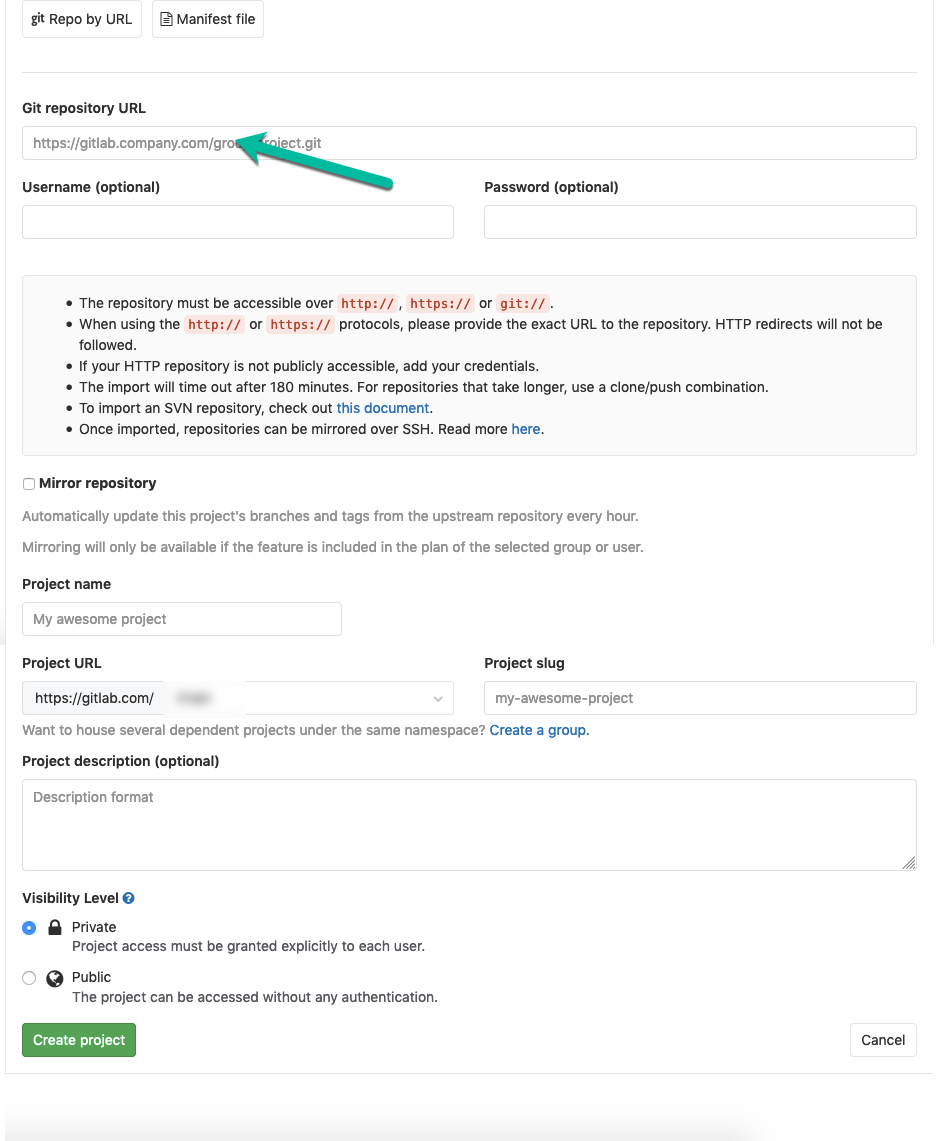 git Repo by URL
Manifest file
Git repository URL
https://gitlab.company.com/group/project.git
Username (optional)
Password (optional)
The repository must be accessible over http://, https:// or git://.
When using the http:// or https:// protocols, please provide the exact URL to the repository. HTTP redirects will not be
followed.
If your HTTP repository is not publicly accessible, add your credentials.
The import will time out after 180 minutes. For repositories that take longer, use a clone/push combination.
To import an SVN repository, check out this document.
Once imported, repositories can be mirrored over SSH. Read more here.
Mirror repository
Automatically update this project's branches and tags from the upstream repository every hour.
Mirroring will only be available if the feature is included in the plan of the selected group or user.
Project name
My awesome project
Project URL
Project slug
https://gitlab.com/
my-awesome-project
Want to house several dependent projects under the same namespace? Create a group.
Project description (optional)
Description format
Visibility Level
Private
Project access must be granted explicitly to each user.
Public
The project can be accessed without any authentication.
Create project
Cancel